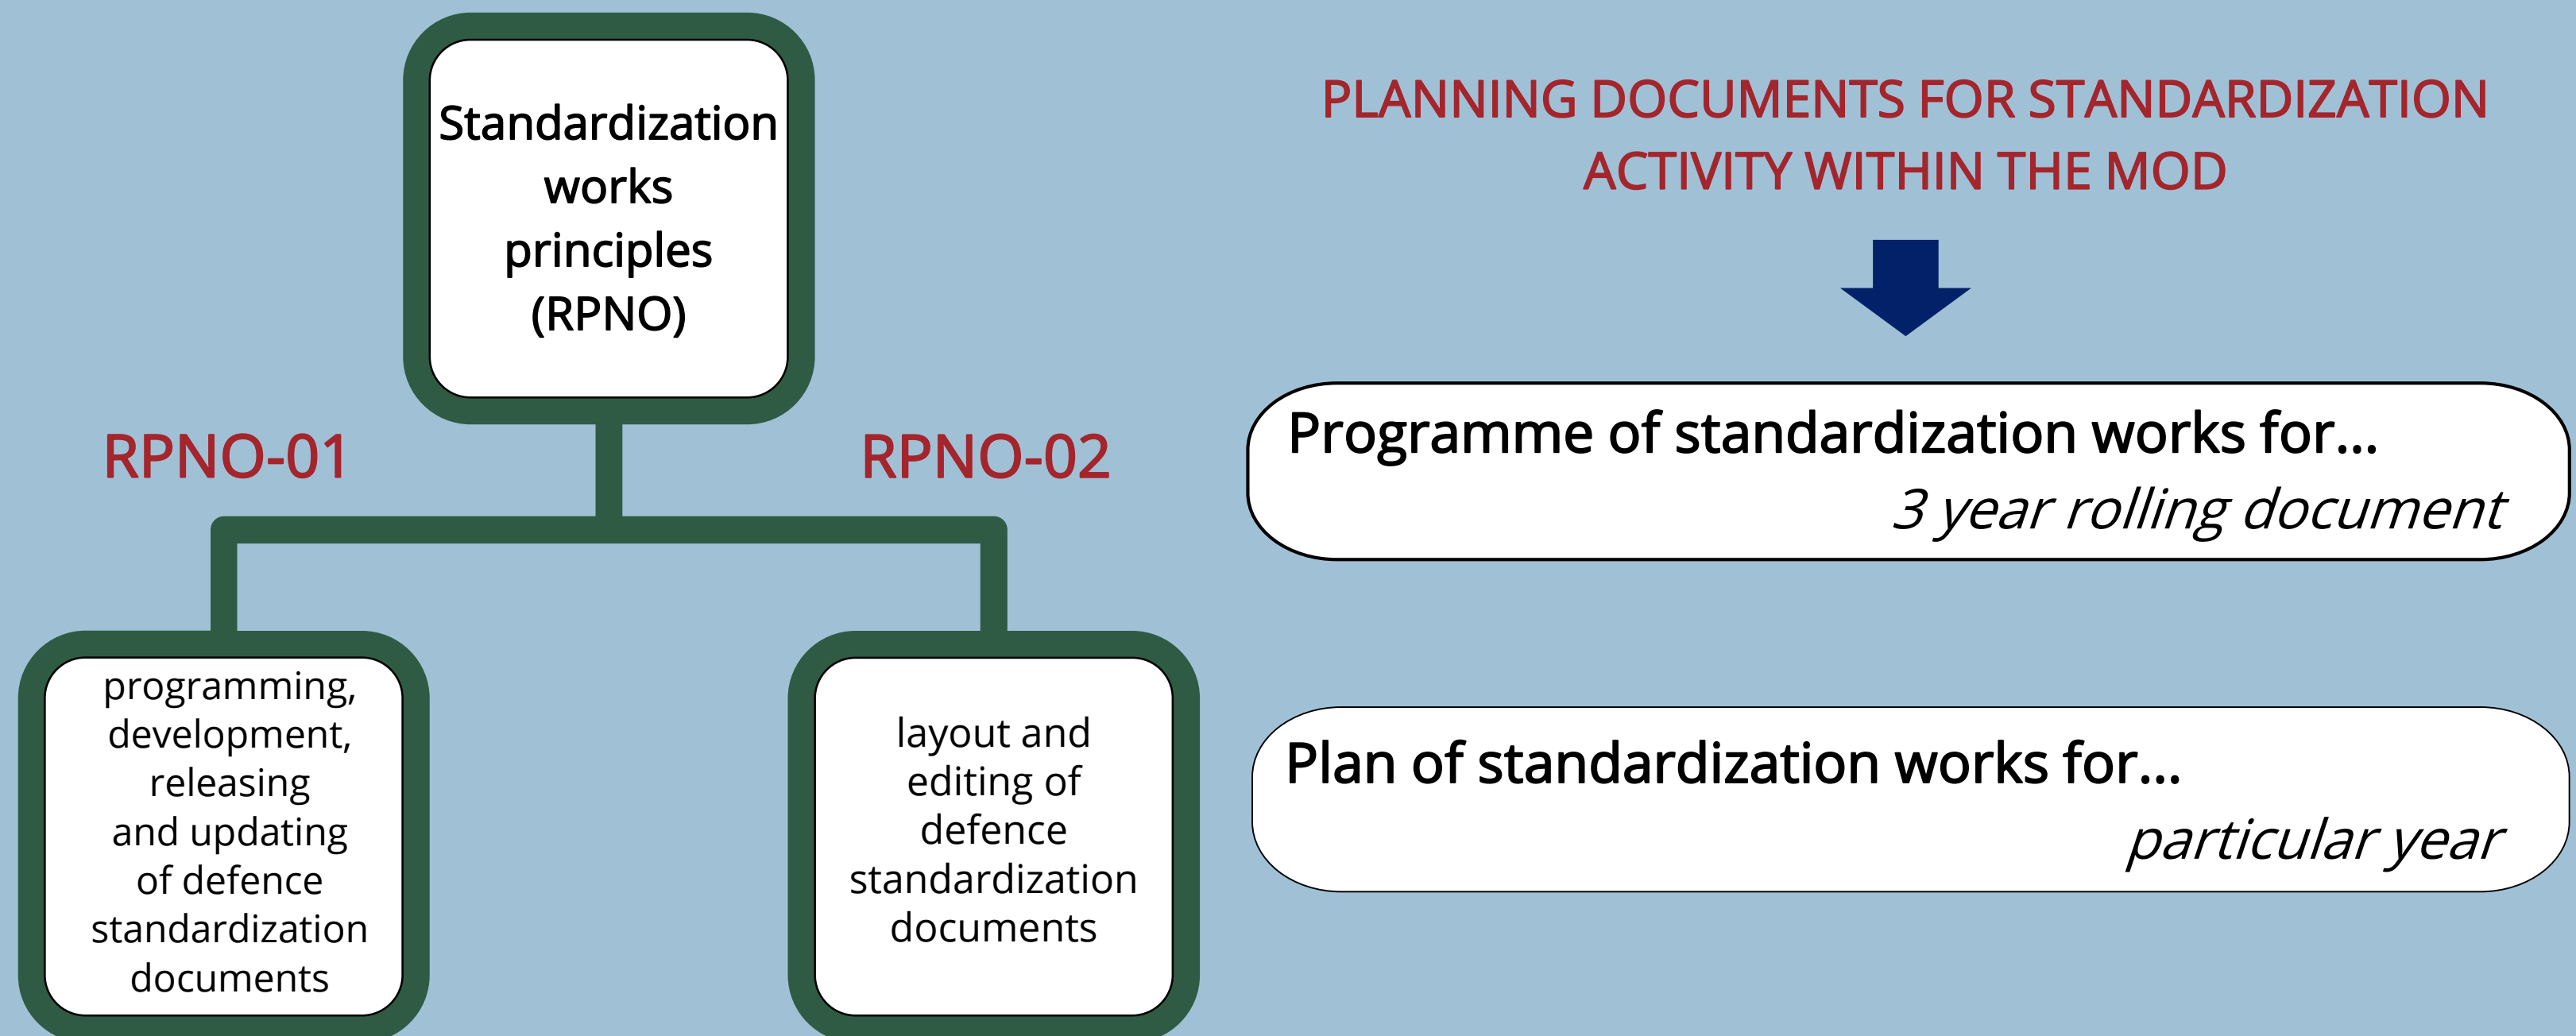 Standardization
works
principles
(RPNO)
RPNO-01
RPNO-02
programming,
development,
releasing
and updating
of defence
standardization
documents
layout and
editing of
defence
standardization
documents
PLANNING DOCUMENTS FOR STANDARDIZATION
ACTIVITY WITHIN THE MOD
Programme of standardization works for...
3 year rolling document
Plan of standardization works for...
particular year